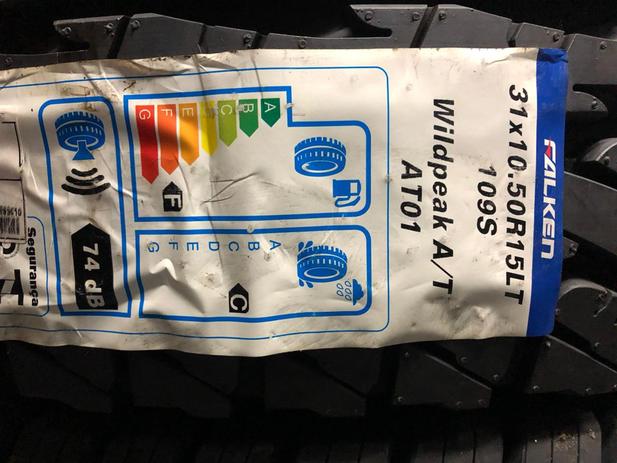 FALKEN
31x10.50R15LT
109S
Wildpeak A/T
AT01
A
B
C
D
E
F
G
F
A
B
C
D
E
F
G
C
74 dB
Segurança